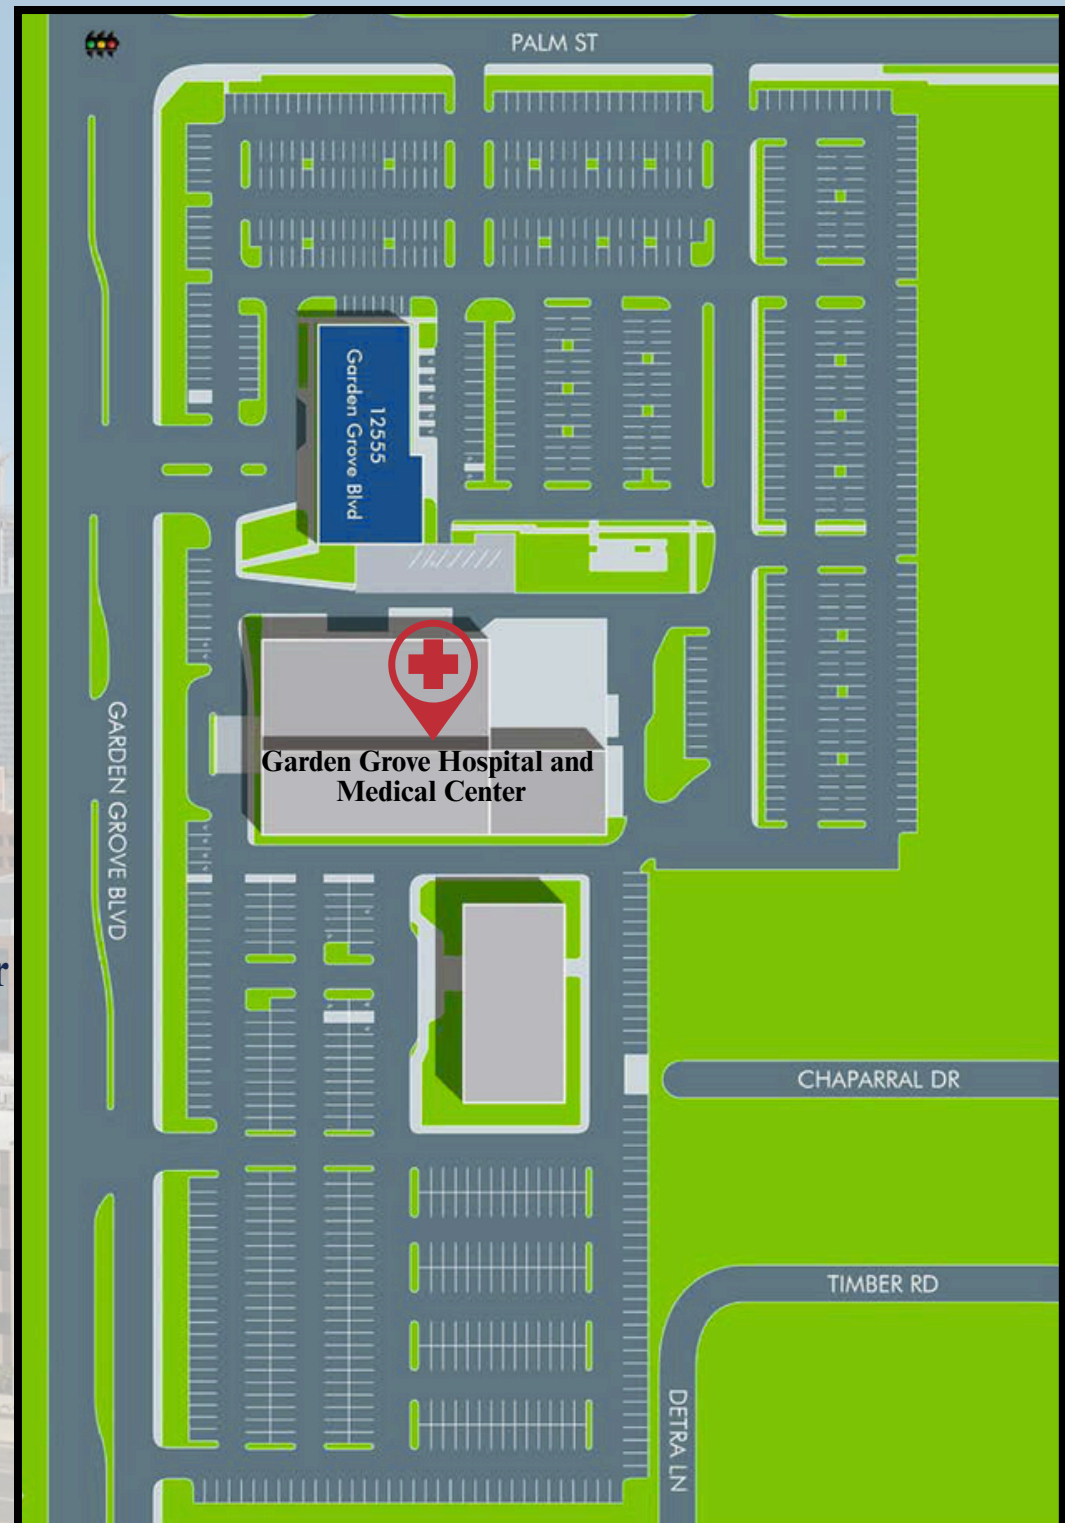 PALM ST
12555
Garden Grove Blvd
GARDEN GROVE BLVD
Garden Grove Hospital and
Medical Center
r
CHAPARRAL DR
TIMBER RD
DETRA LN